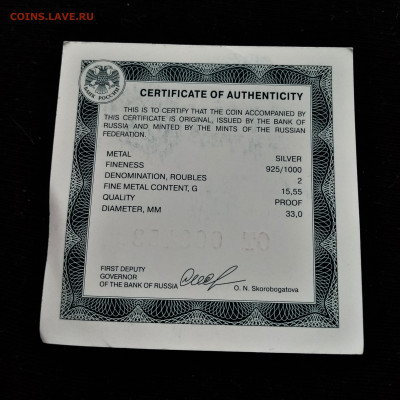 COINS.LAVE.RU
БАНК РОССИИ
CERTIFICATE OF AUTHENTICITY
THIS IS TO CERTIFY THAT THE COIN ACCOMPANIED BY
THIS CERTIFICATE IS ORIGINAL, ISSUED BY THE BANK OF
RUSSIA AND MINTED BY THE MINTS OF THE RUSSIAN
FEDERATION.
METAL SILVER
FINENESS 925/1000
DENOMINATION, ROUBLES 2
FINE METAL CONTENT, G 15,55
QUALITY PROOF
DIAMETER, MM 33,0
FIRST DEPUTY
GOVERNOR
OF THE BANK OF RUSSIA O. N. Skorobogatova